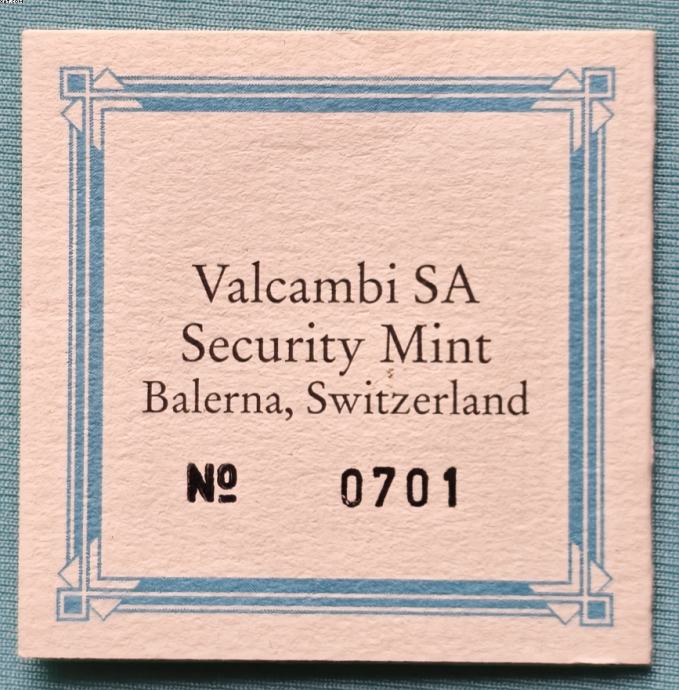 Valcambi SA
Security Mint
Balerna, Switzerland
Nº 0701